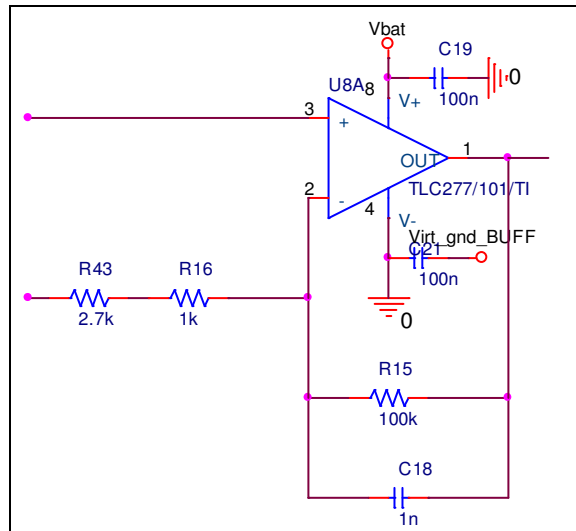 Vbat
C19
100n
0
U8A
8
V+
3
+
OUT
1
2
-
TLC277/101/TI
4
V-
Virt_gnd_BUFF
C21
100n
0
R43
2.7k
R16
1k
R15
100k
C18
1n